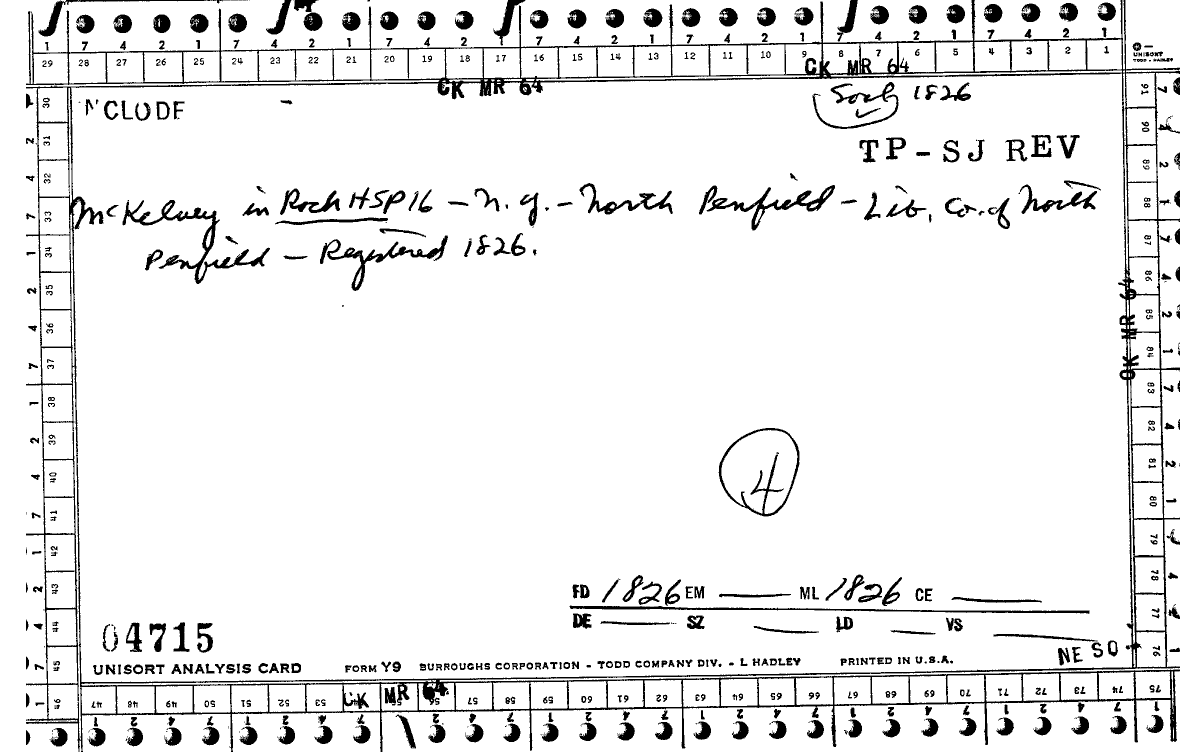 7 4 2 1 7 4 2 1 7 4 2 1 7 4 2 1 7 4 2 1 7 4 2 1
29 28 27 26 25 24 23 22 21 20 19 18 17 16 15 14 13 12 11 10 9 8 7 6 5 4 3 2 1
UNISORT
TODD - HADLEY
CK MR 64
CK MR 64
NCLODE
Socly 1826
TP-SJ REV
McKelvey in Roch HSP16 – N.Y. – North Penfield – Lib. Co. of North
Penfield – Registered 1826.
CK MR 64
4
FD 1826 EM — ML 1826 CE —
DE — SZ — LD — VS —
NE SO
04715
UNISORT ANALYSIS CARD FORM Y9 BURROUGHS CORPORATION - TODD COMPANY DIV. - L HADLEY PRINTED IN U.S.A.
30 31 32 33 34 35 36 37 38 39 40 41 42 43 44 45 46
91 90 89 88 87 86 85 84 83 82 81 80 79 78 77 76
CK MR 64
47 48 49 50 51 52 53 54 55 56 57 58 59 60 61 62 63 64 65 66 67 68 69 70 71 72 73 74 75